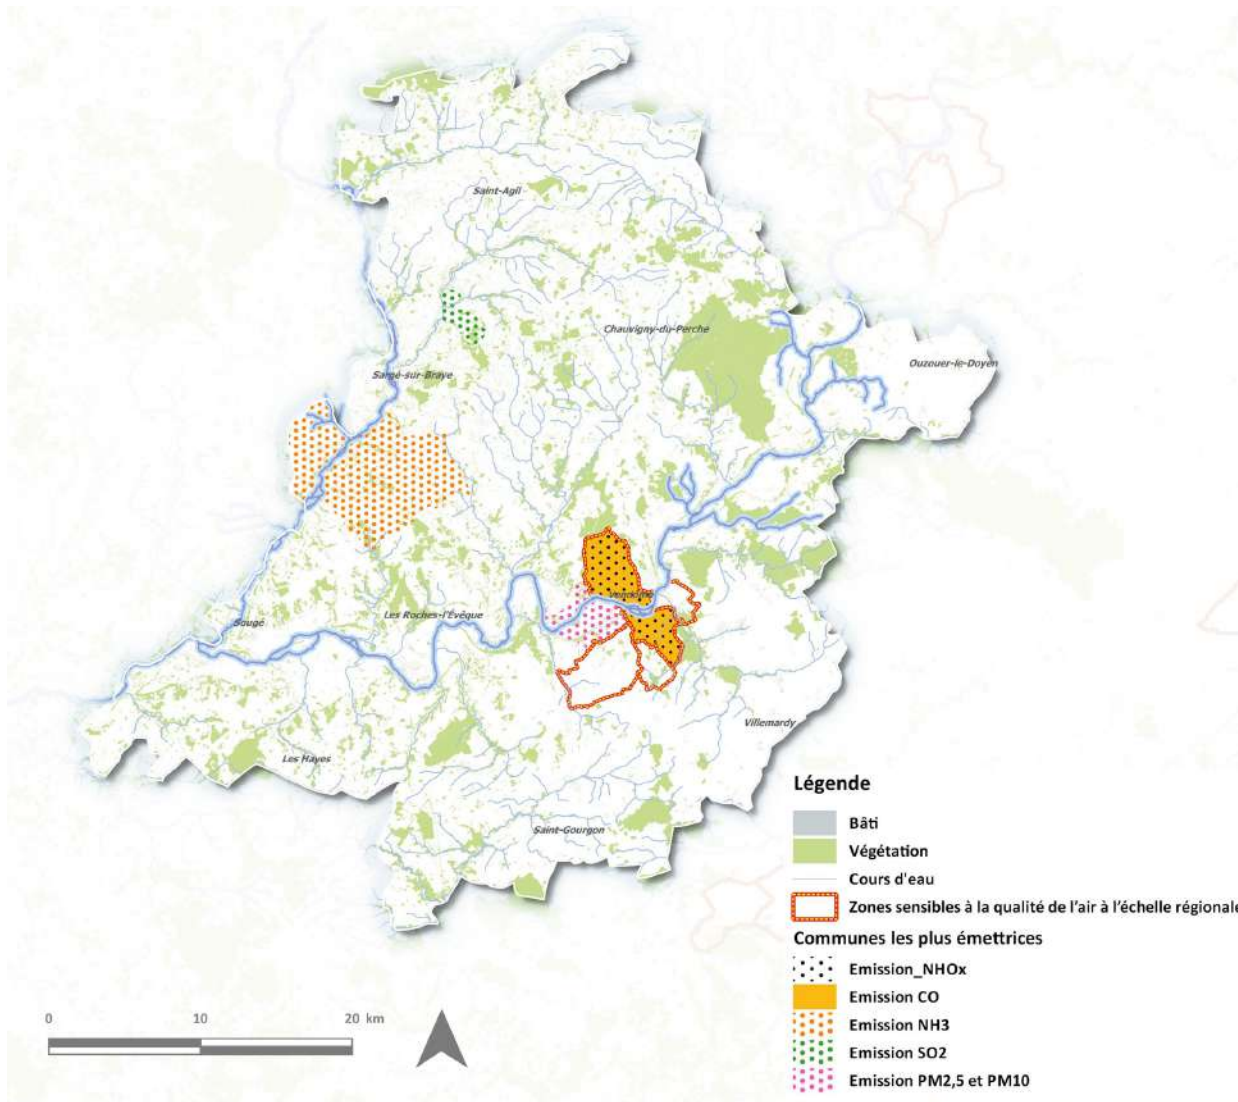 Saint-Agil
Chauvigny-du-Perche
Ouzouer-le-Doyen
Sargé-sur-Braye
Vendôme
Les Roches-l'Évêque
Sougé
Villemardy
Les Hayes
Saint-Gourgon
Légende
Bâti
Végétation
Cours d'eau
Zones sensibles à la qualité de l'air à l'échelle régionale
Communes les plus émettrices
Emission_NHOx
Emission CO
Emission NH3
Emission SO2
Emission PM2,5 et PM10
0 10 20 km